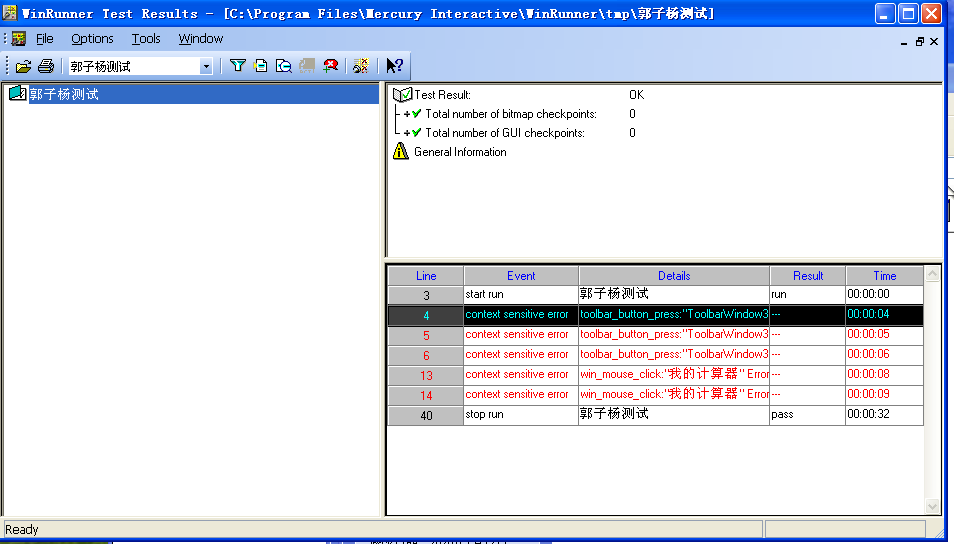 WinRunner Test Results - [C:\Program Files\Mercury Interactive\WinRunner\tmp\郭子杨测试]
File Options Tools Window
郭子杨测试
郭子杨测试
Test Result: OK
Total number of bitmap checkpoints: 0
Total number of GUI checkpoints: 0
General Information
Line Event Details Result Time
3 start run 郭子杨测试 run 00:00:00
4 context sensitive error toolbar_button_press:"ToolbarWindow3 --- 00:00:04
5 context sensitive error toolbar_button_press:"ToolbarWindow3 --- 00:00:05
6 context sensitive error toolbar_button_press:"ToolbarWindow3 --- 00:00:06
13 context sensitive error win_mouse_click:"我的计算器" Error --- 00:00:08
14 context sensitive error win_mouse_click:"我的计算器" Error --- 00:00:09
40 stop run 郭子杨测试 pass 00:00:32
Ready